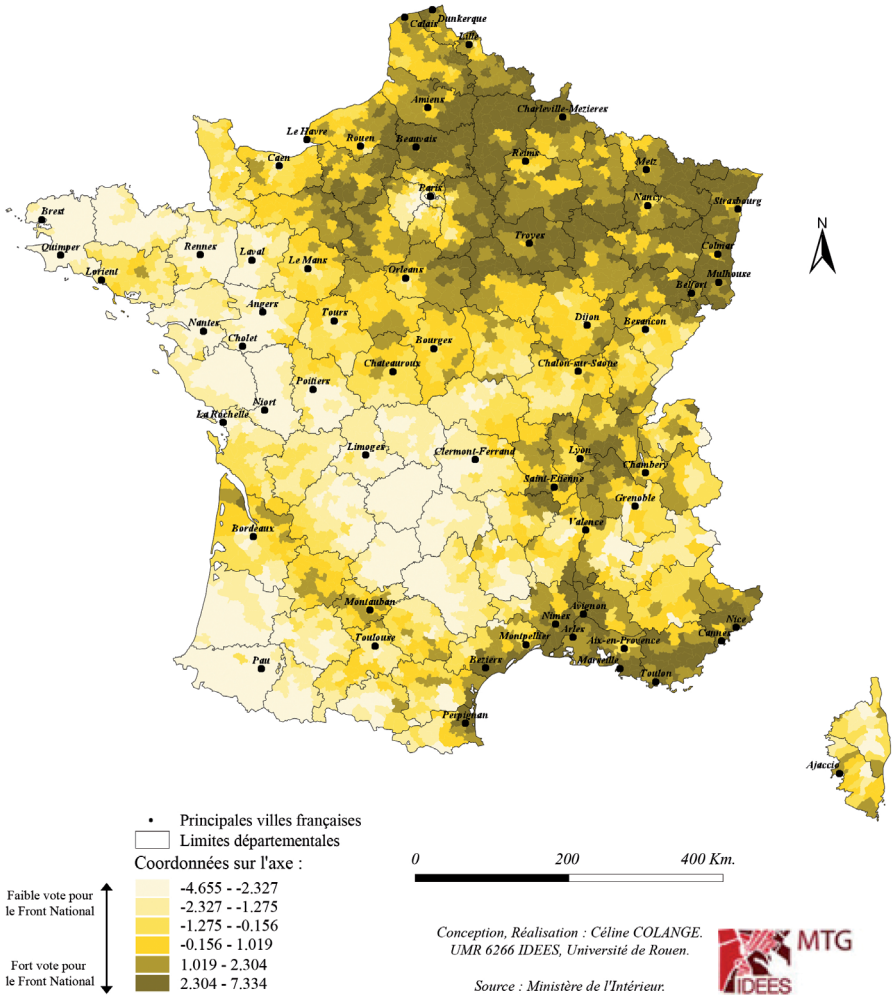 Dunkerque
Calais
Lille
Amiens
Charleville-Mezieres
Le Havre
Rouen
Beauvais
Reims
Caen
Metz
Paris
Nancy
Strasbourg
Brest
Troyes
Quimper
Rennes
Laval
Colmar
Le Mans
Orleans
Lorient
Mulhouse
Belfort
Angers
Tours
Dijon
Besancon
Nantes
Cholet
Bourges
Chateauroux
Chalon-sur-Saone
Poitiers
Niort
La Rochelle
Limoges
Clermont-Ferrand
Lyon
Chambery
Saint-Etienne
Grenoble
Bordeaux
Valence
Montauban
Avignon
Nimes
Nice
Arles
Toulouse
Montpellier
Aix-en-Provence
Cannes
Pau
Beziers
Marseille
Toulon
Perpignan
Ajaccio
N
Principales villes françaises
Limites départementales
Coordonnées sur l'axe :
-4.655 - -2.327
-2.327 - -1.275
-1.275 - -0.156
-0.156 - 1.019
1.019 - 2.304
2.304 - 7.334
Faible vote pour
le Front National
Fort vote pour
le Front National
0 200 400 Km.
Conception, Réalisation : Céline COLANGE.
UMR 6266 IDEES, Université de Rouen.
Source : Ministère de l'Intérieur.
MTG
IDEES